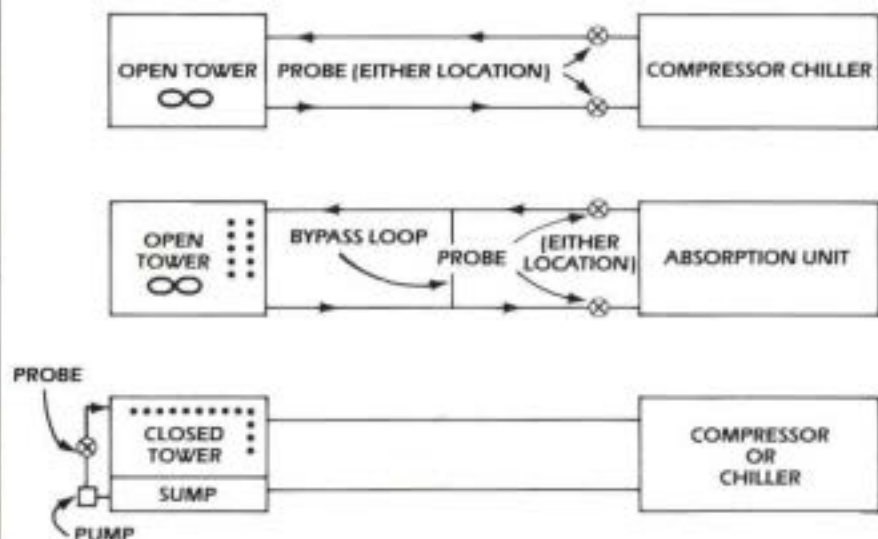 OPEN TOWER
PROBE (EITHER LOCATION)
COMPRESSOR CHILLER
OPEN
TOWER
BYPASS LOOP
PROBE
(EITHER
LOCATION)
ABSORPTION UNIT
PROBE
CLOSED
TOWER
SUMP
PUMP
COMPRESSOR
OR
CHILLER